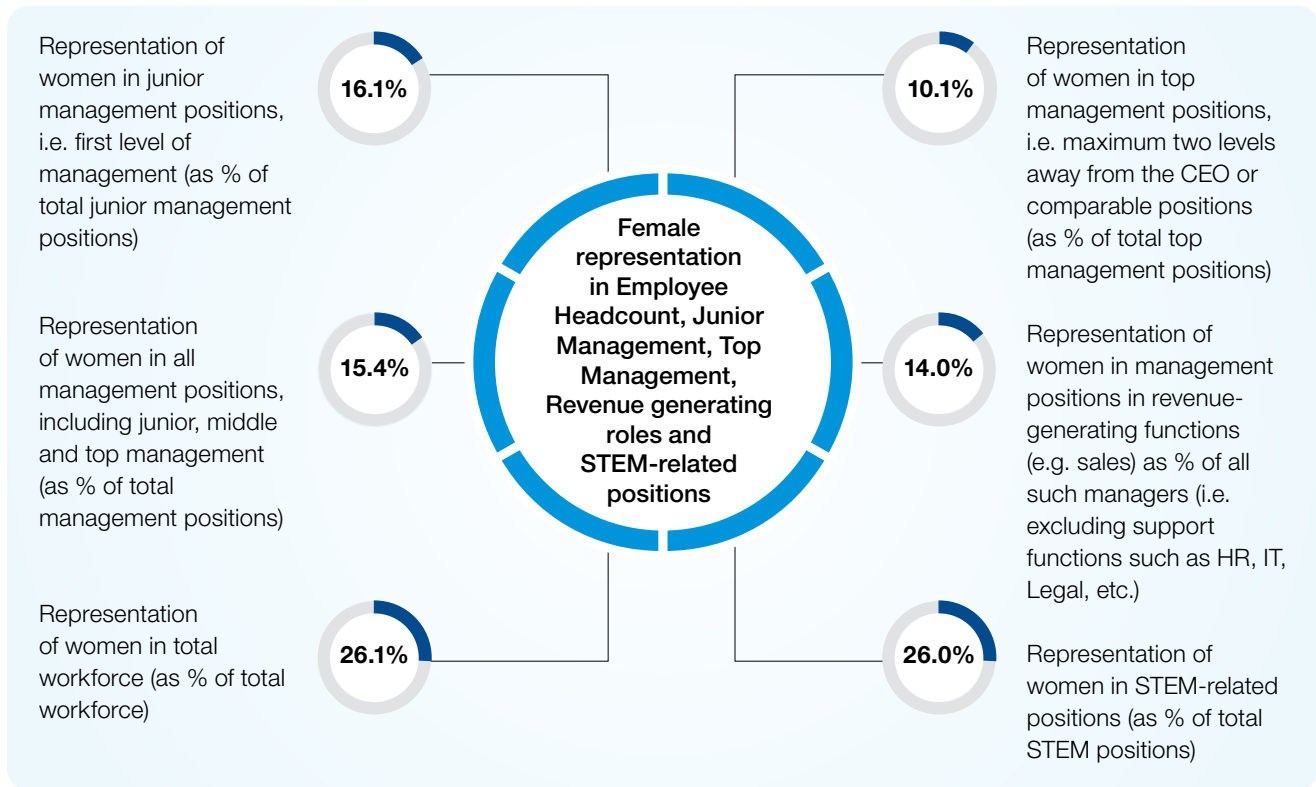 Representation of
women in junior
management positions,
i.e. first level of
management (as % of
total junior management
positions)
16.1%
Representation
of women in all
management positions,
including junior, middle
and top management
(as % of total
management positions)
15.4%
Representation
of women in total
workforce (as % of total
workforce)
26.1%
Female
representation
in Employee
Headcount, Junior
Management, Top
Management,
Revenue generating
roles and
STEM-related
positions
10.1%
Representation
of women in top
management positions,
i.e. maximum two levels
away from the CEO or
comparable positions
(as % of total top
management positions)
14.0%
Representation of
women in management
positions in revenue-
generating functions
(e.g. sales) as % of all
such managers (i.e.
excluding support
functions such as HR, IT,
Legal, etc.)
26.0%
Representation of
women in STEM-related
positions (as % of total
STEM positions)